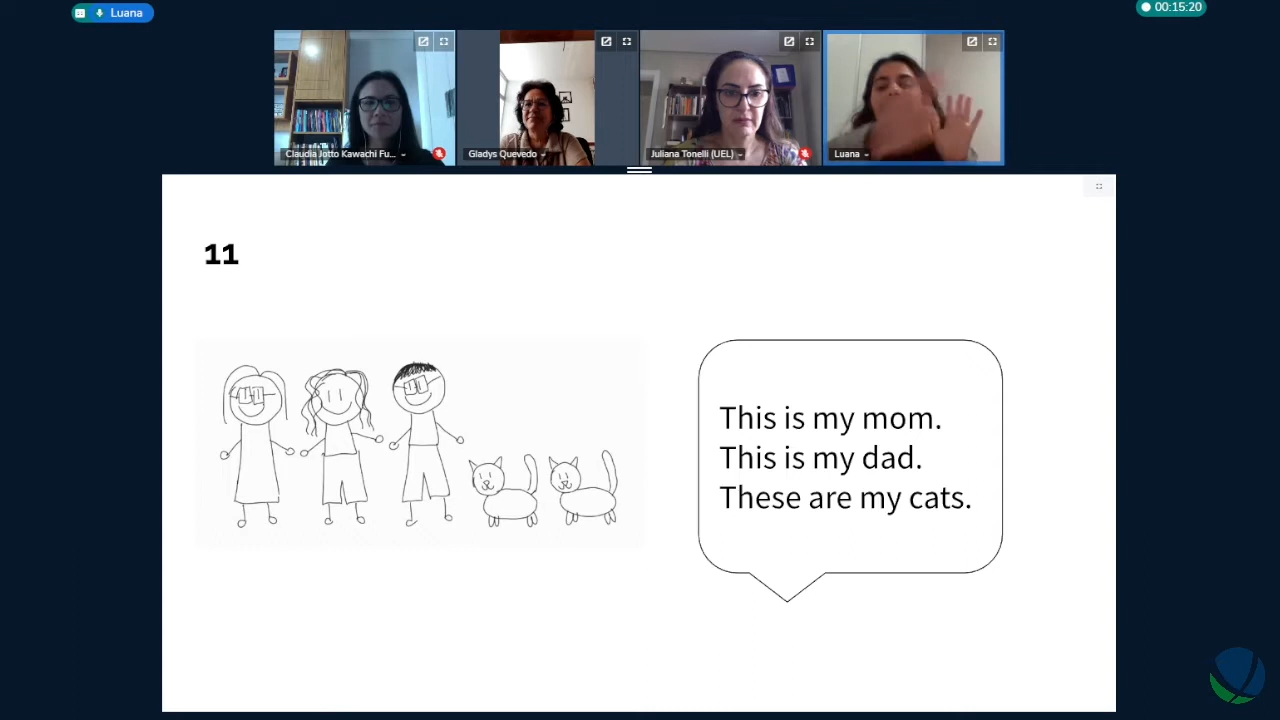 Luana
00:15:20
Claudia Jotto Kawachi Fu...
Gladys Quevedo
Juliana Tonelli (UEL)
Luana
11
This is my mom.
This is my dad.
These are my cats.